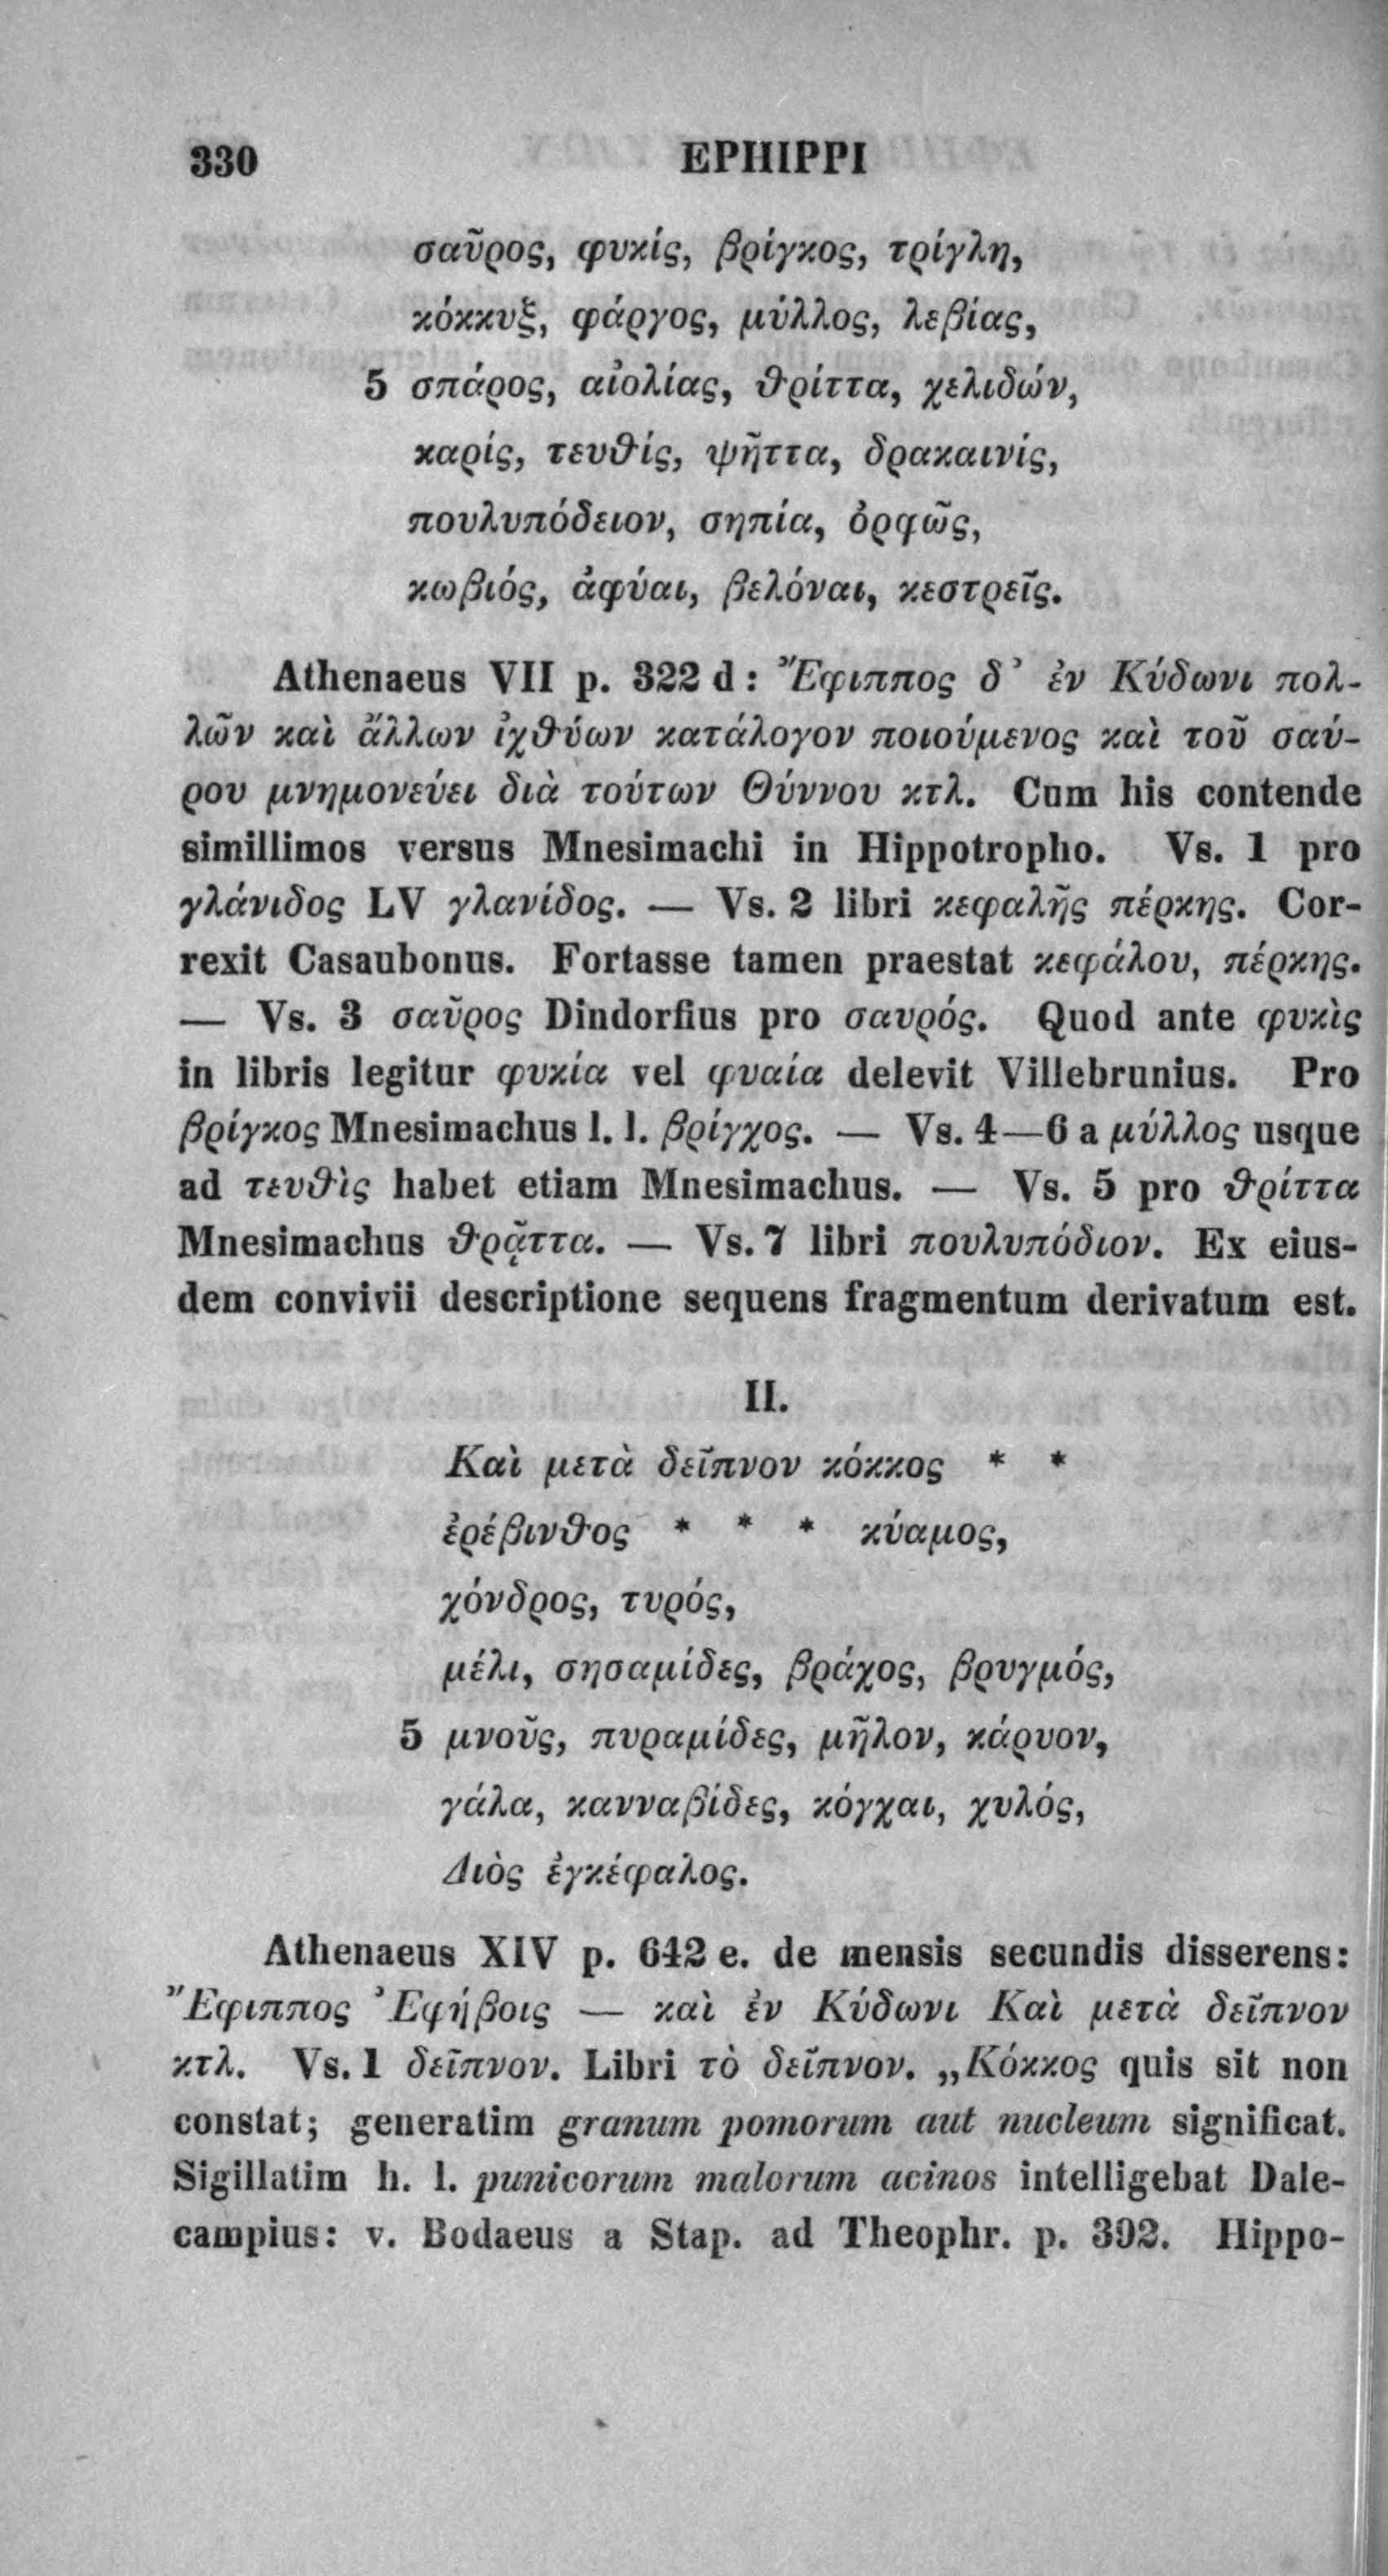 330 EPHIPPI
σαῦρος, φυκίς, βρίγκος, τρίγλη,
κόκκυξ, φάργος, μύλλος, λεβίας,
5 σπάρος, αἰολίας, θρίττα, χελιδών,
καρίς, τευθίς, ψῆττα, δρακαινίς,
πουλυπόδειον, σηπία, ὀρφῶς,
κωβιός, ἀφύαι, βελόναι, κεστρεῖς.
Athenaeus VII p. 322 d: Ἔφιππος δ’ ἐν Κύδωνι πολ-
λῶν καὶ ἄλλων ἰχθύων κατάλογον ποιούμενος καὶ τοῦ σαύ-
ρου μνημονεύει διὰ τούτων Θύννου κτλ. Cum his contende
simillimos versus Mnesimachi in Hippotropho. Vs. 1 pro
γλάνιδος LV γλανίδος. — Vs. 2 libri κεφαλῆς πέρκης. Cor-
rexit Casaubonus. Fortasse tamen praestat κεφάλου, πέρκης.
— Vs. 3 σαῦρος Dindorfius pro σαυρός. Quod ante φυκὶς
in libris legitur φυκία vel φυαία delevit Villebrunius. Pro
βρίγκος Mnesimachus l. l. βρίγχος. — Vs. 4—6 a μύλλος usque
ad τευθὶς habet etiam Mnesimachus. — Vs. 5 pro θρίττα
Mnesimachus θρᾷττα. — Vs. 7 libri πουλυπόδιον. Ex eius-
dem convivii descriptione sequens fragmentum derivatum est.
II.
Καὶ μετὰ δεῖπνον κόκκος * *
ἐρέβινθος * * * κύαμος,
χόνδρος, τυρός,
μέλι, σησαμίδες, βράχος, βρυγμός,
5 μνοῦς, πυραμίδες, μῆλον, κάρυον,
γάλα, κανναβίδες, κόγχαι, χυλός,
Διὸς ἐγκέφαλος.
Athenaeus XIV p. 642 e. de mensis secundis disserens:
Ἔφιππος Ἐφήβοις — καὶ ἐν Κύδωνι Καὶ μετὰ δεῖπνον
κτλ. Vs. 1 δεῖπνον. Libri τὸ δεῖπνον. „Κόκκος quis sit non
constat; generatim granum pomorum aut nucleum significat.
Sigillatim h. l. punicorum malorum acinos intelligebat Dale-
campius: v. Bodaeus a Stap. ad Theophr. p. 392. Hippo-